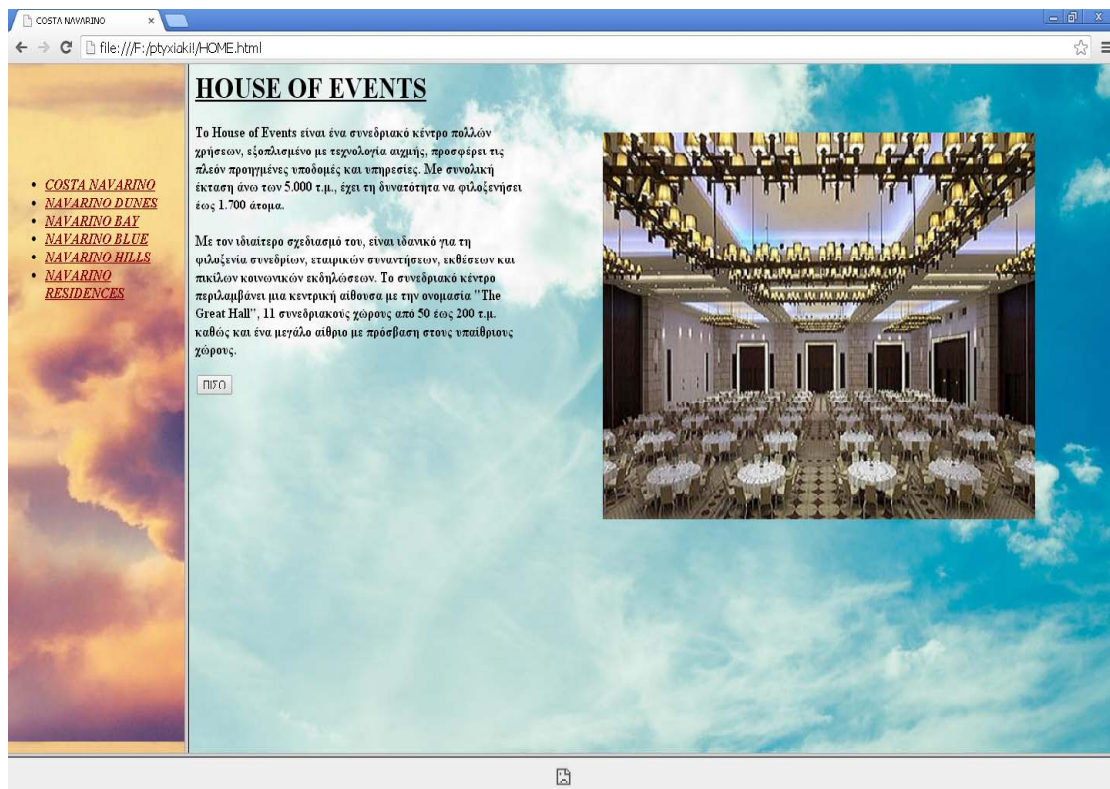 COSTA NAVARINO
file:///F:/ptyxiaki!/HOME.html
COSTA NAVARINO
NAVARINO DUNES
NAVARINO BAY
NAVARINO BLUE
NAVARINO HILLS
NAVARINO
RESIDENCES
HOUSE OF EVENTS
Το House of Events είναι ένα συνεδριακό κέντρο πολλών
χρήσεων, εξοπλισμένο με τεχνολογία αιχμής, προσφέρει τις
πλεόν προηγμένες υποδομές και υπηρεσίες. Με συνολική
έκταση άνω των 5.000 τ.μ., έχει τη δυνατότητα να φιλοξενήσει
έως 1.700 άτομα.
Με τον ιδιαίτερο σχεδιασμό του, είναι ιδανικό για τη
φιλοξενία συνεδρίων, εταιρικών συναντήσεων, εκθέσεων και
πικίλων κοινωνικών εκδηλώσεων. Το συνεδριακό κέντρο
περιλαμβάνει μια κεντρική αίθουσα με την ονομασία "The
Great Hall", 11 συνεδριακούς χώρους από 50 έως 200 τ.μ.
καθώς και ένα μεγάλο αίθριο με πρόσβαση στους υπαίθριους
χώρους.
ΠΙΣΩ